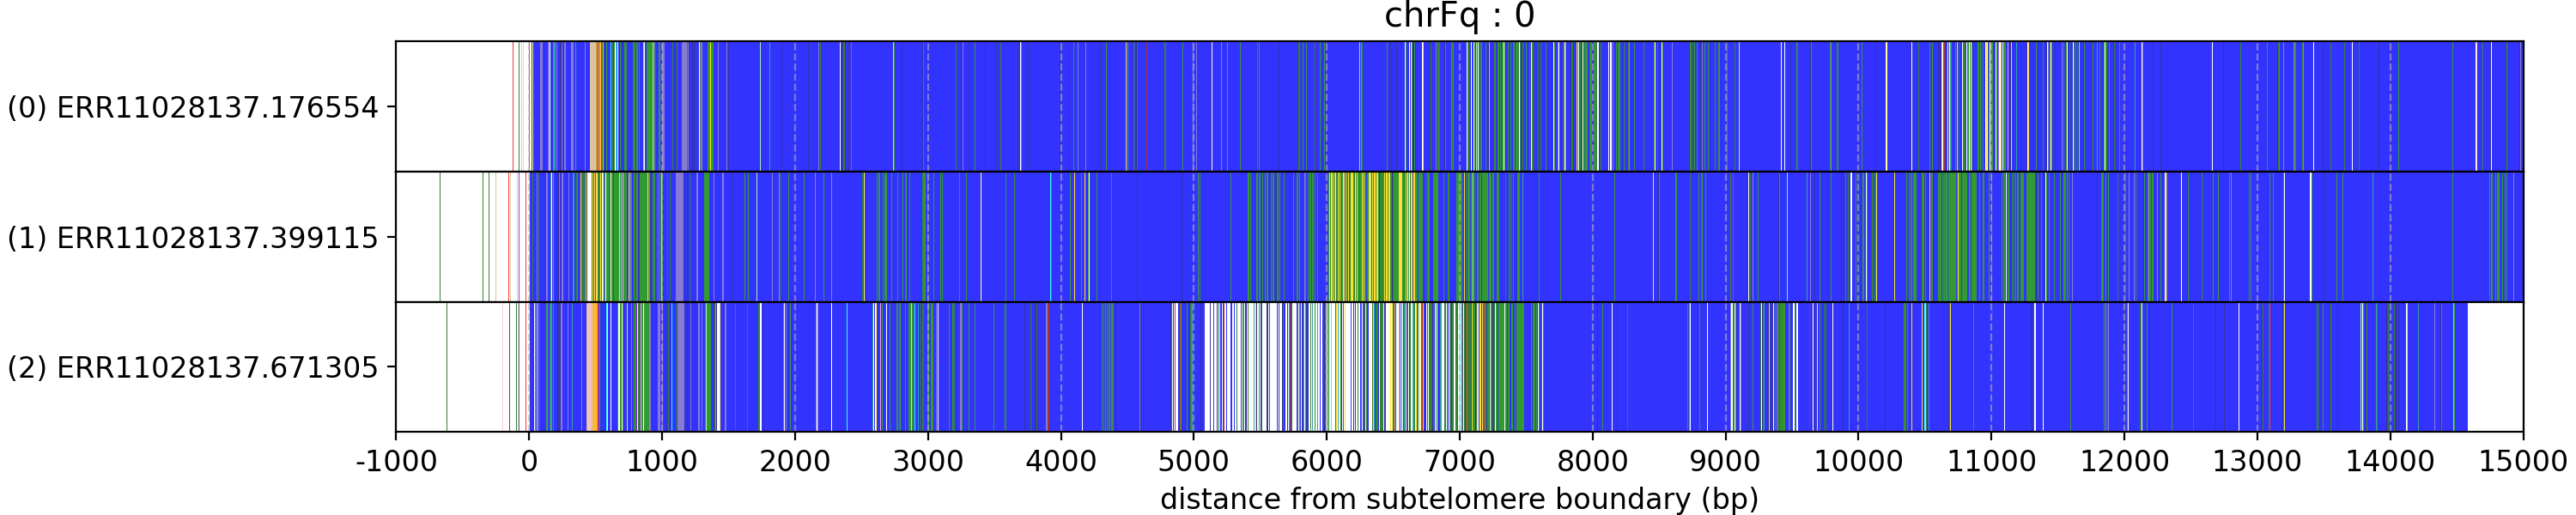 chrFq : 0
(0) ERR11028137.176554
(1) ERR11028137.399115
(2) ERR11028137.671305
-1000 0 1000 2000 3000 4000 5000 6000 7000 8000 9000 10000 11000 12000 13000 14000 15000
distance from subtelomere boundary (bp)